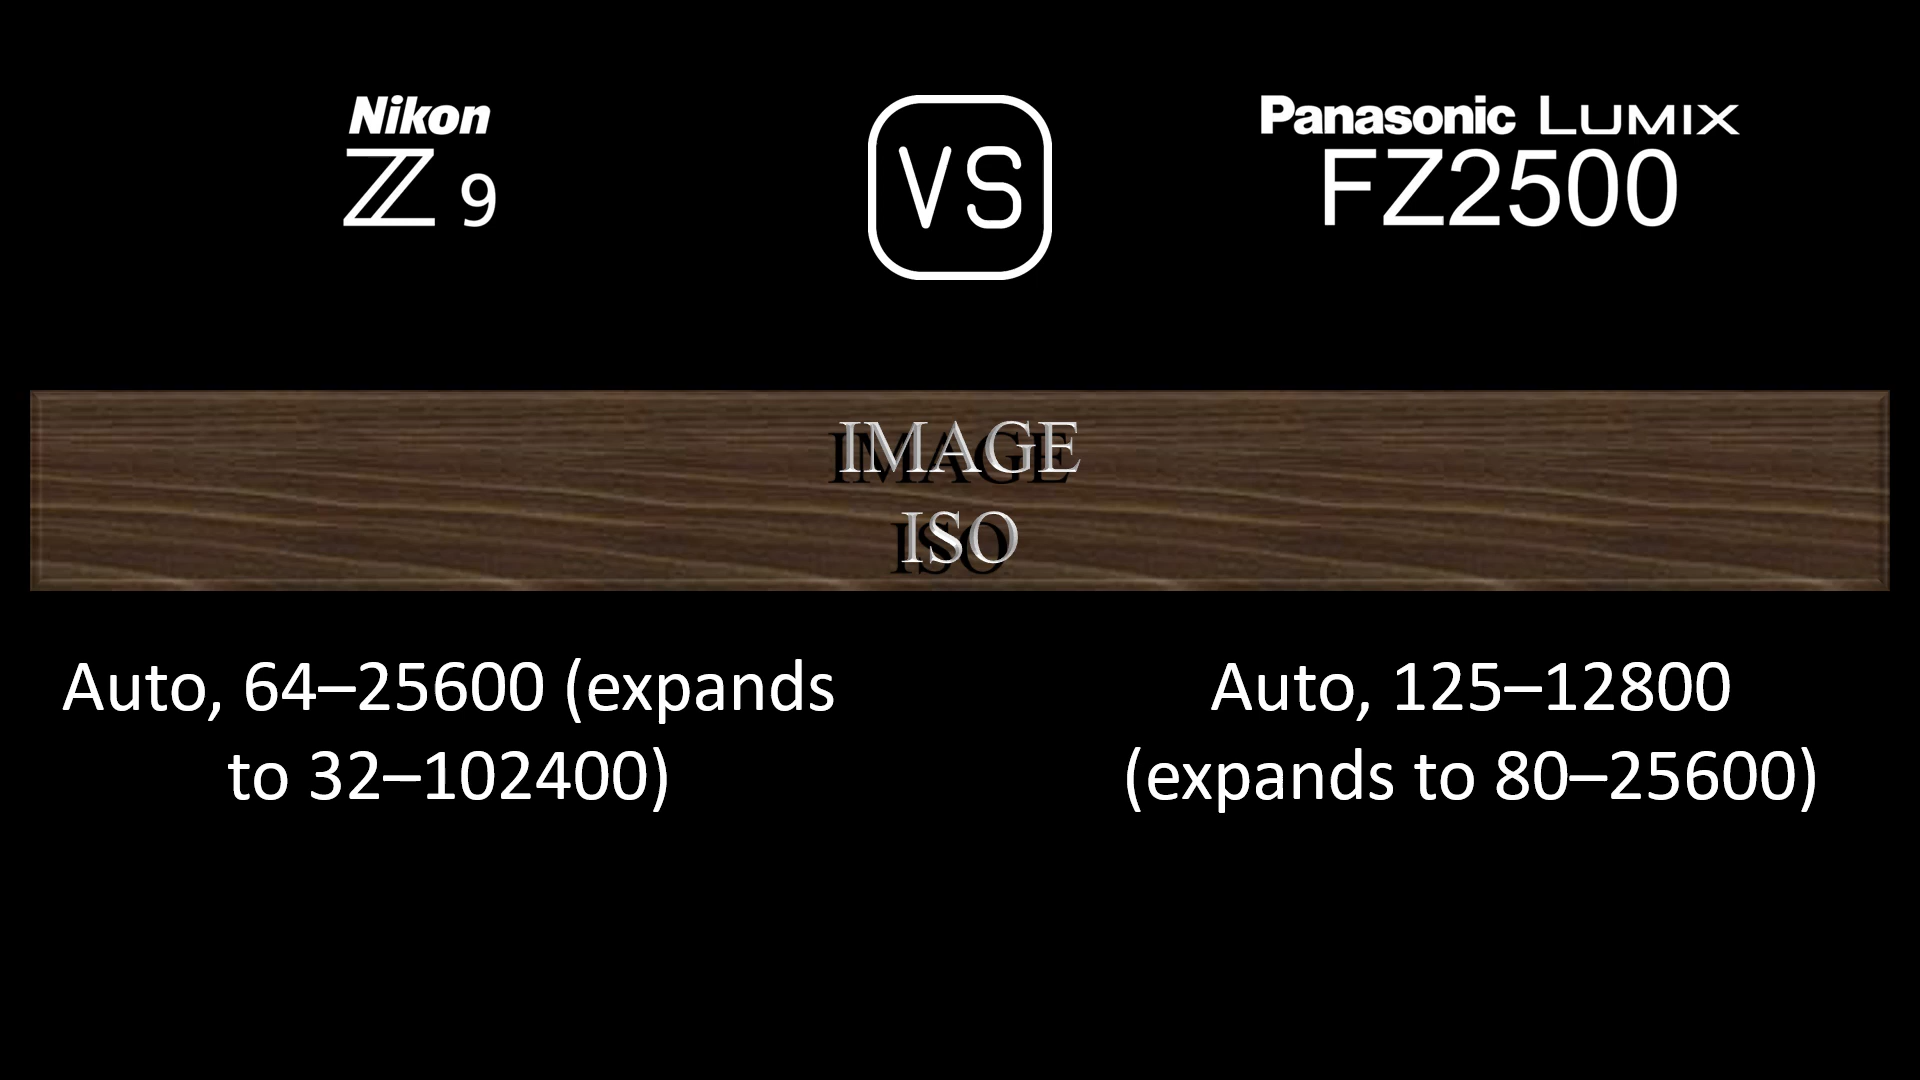 Nikon
Z 9
VS
Panasonic LUMIX
FZ2500
IMAGE
ISO
Auto, 64–25600 (expands
to 32–102400)
Auto, 125–12800
(expands to 80–25600)